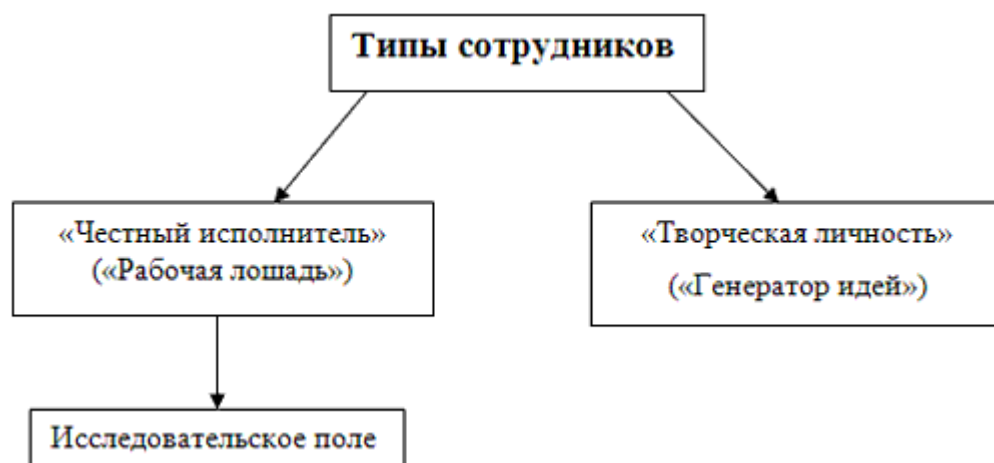 Типы сотрудников
«Честный исполнитель»
(«Рабочая лошадь»)
«Творческая личность»
(«Генератор идей»)
Исследовательское поле